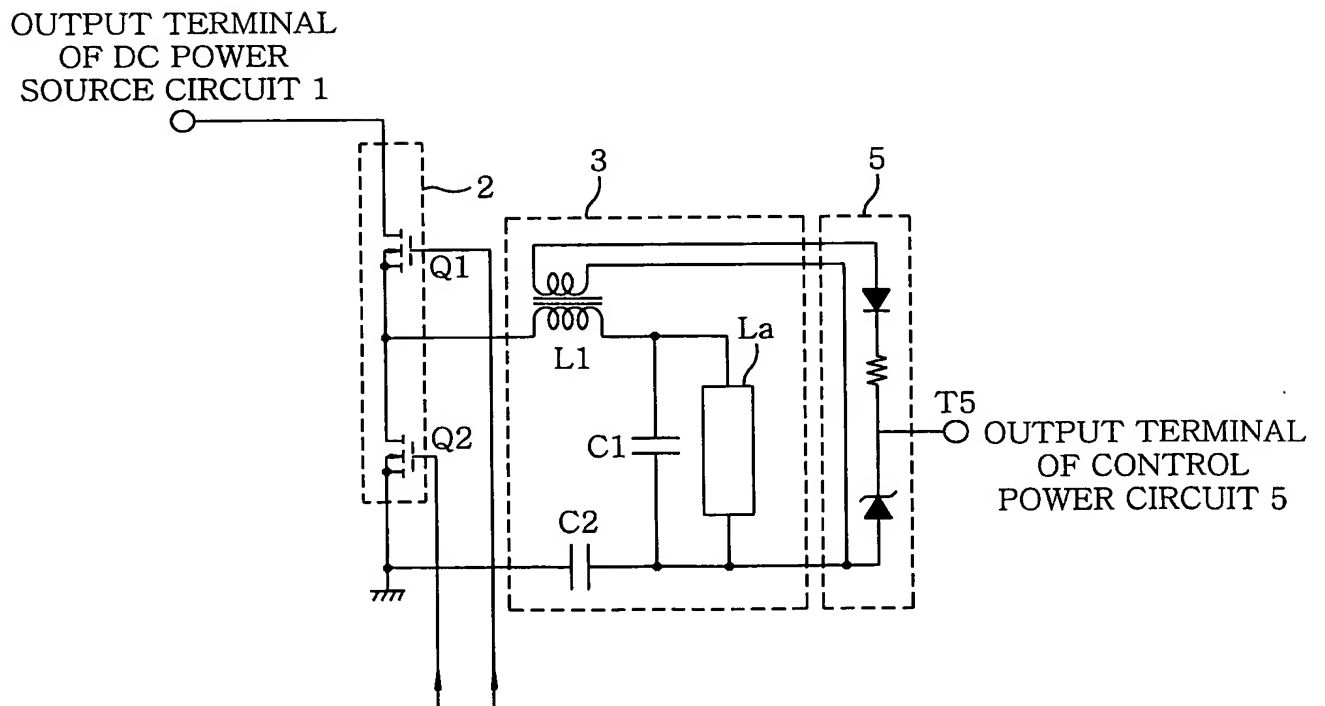 OUTPUT TERMINAL
OF DC POWER
SOURCE CIRCUIT 1
2
3
5
Q1
L1
La
T5
Q2
C1
OUTPUT TERMINAL
OF CONTROL
POWER CIRCUIT 5
C2